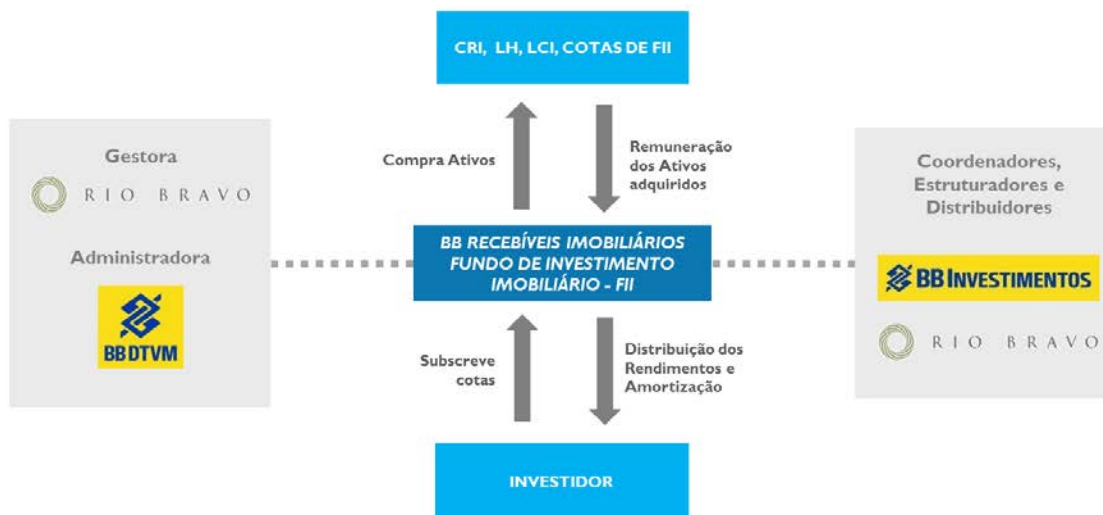 CRI, LH, LCI, COTAS DE FII
Compra Ativos
Remuneração
dos Ativos
adquiridos
Gestora
RIO BRAVO
Administradora
BB DTVM
BB RECEBÍVEIS IMOBILIÁRIOS
FUNDO DE INVESTIMENTO
IMOBILIÁRIO - FII
Coordenadores,
Estruturadores e
Distribuidores
BB INVESTIMENTOS
RIO BRAVO
Subscreve
cotas
Distribuição dos
Rendimentos e
Amortização
INVESTIDOR